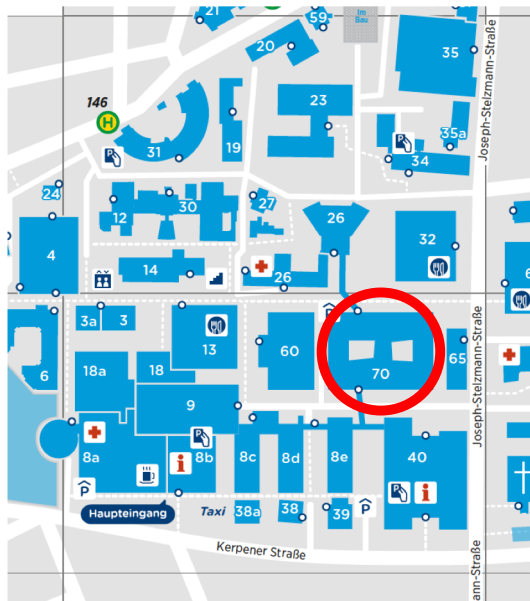 21
59
Im
Bau
20
35
Joseph-Stelzmann-Straße
146
H
23
P
31
19
35a
P
34
24
12
30
27
26
32
4
14
26
P
3a
3
13
60
70
65
6
6
18a
18
9
Joseph-Stelzmann-Straße
8a
P
8b
i
8c
8d
8e
40
P
i
P
P
Haupteingang
Taxi
38a
38
39
Kerpener Straße
mann-Straße